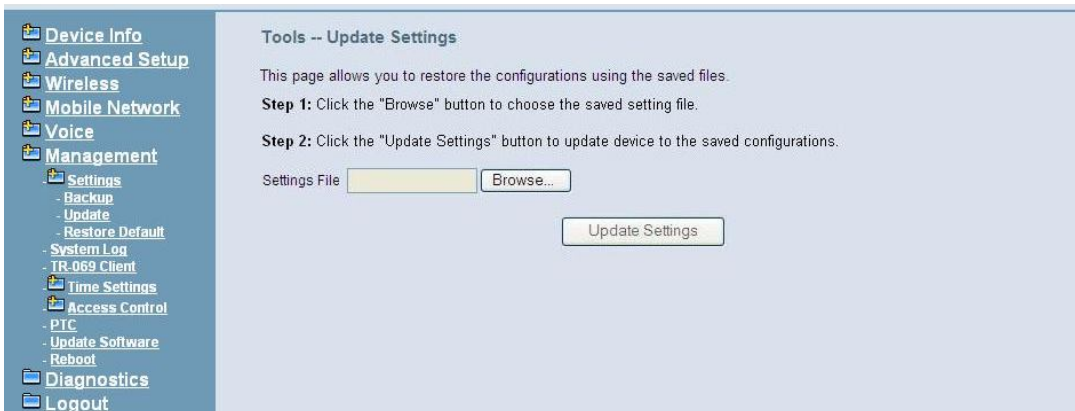 Device Info
Advanced Setup
Wireless
Mobile Network
Voice
Management
Settings
- Backup
- Update
- Restore Default
- System Log
- TR-069 Client
Time Settings
Access Control
- PTC
- Update Software
- Reboot
Diagnostics
Logout
Tools -- Update Settings
This page allows you to restore the configurations using the saved files.
Step 1: Click the "Browse" button to choose the saved setting file.
Step 2: Click the "Update Settings" button to update device to the saved configurations.
Settings File Browse...
Update Settings